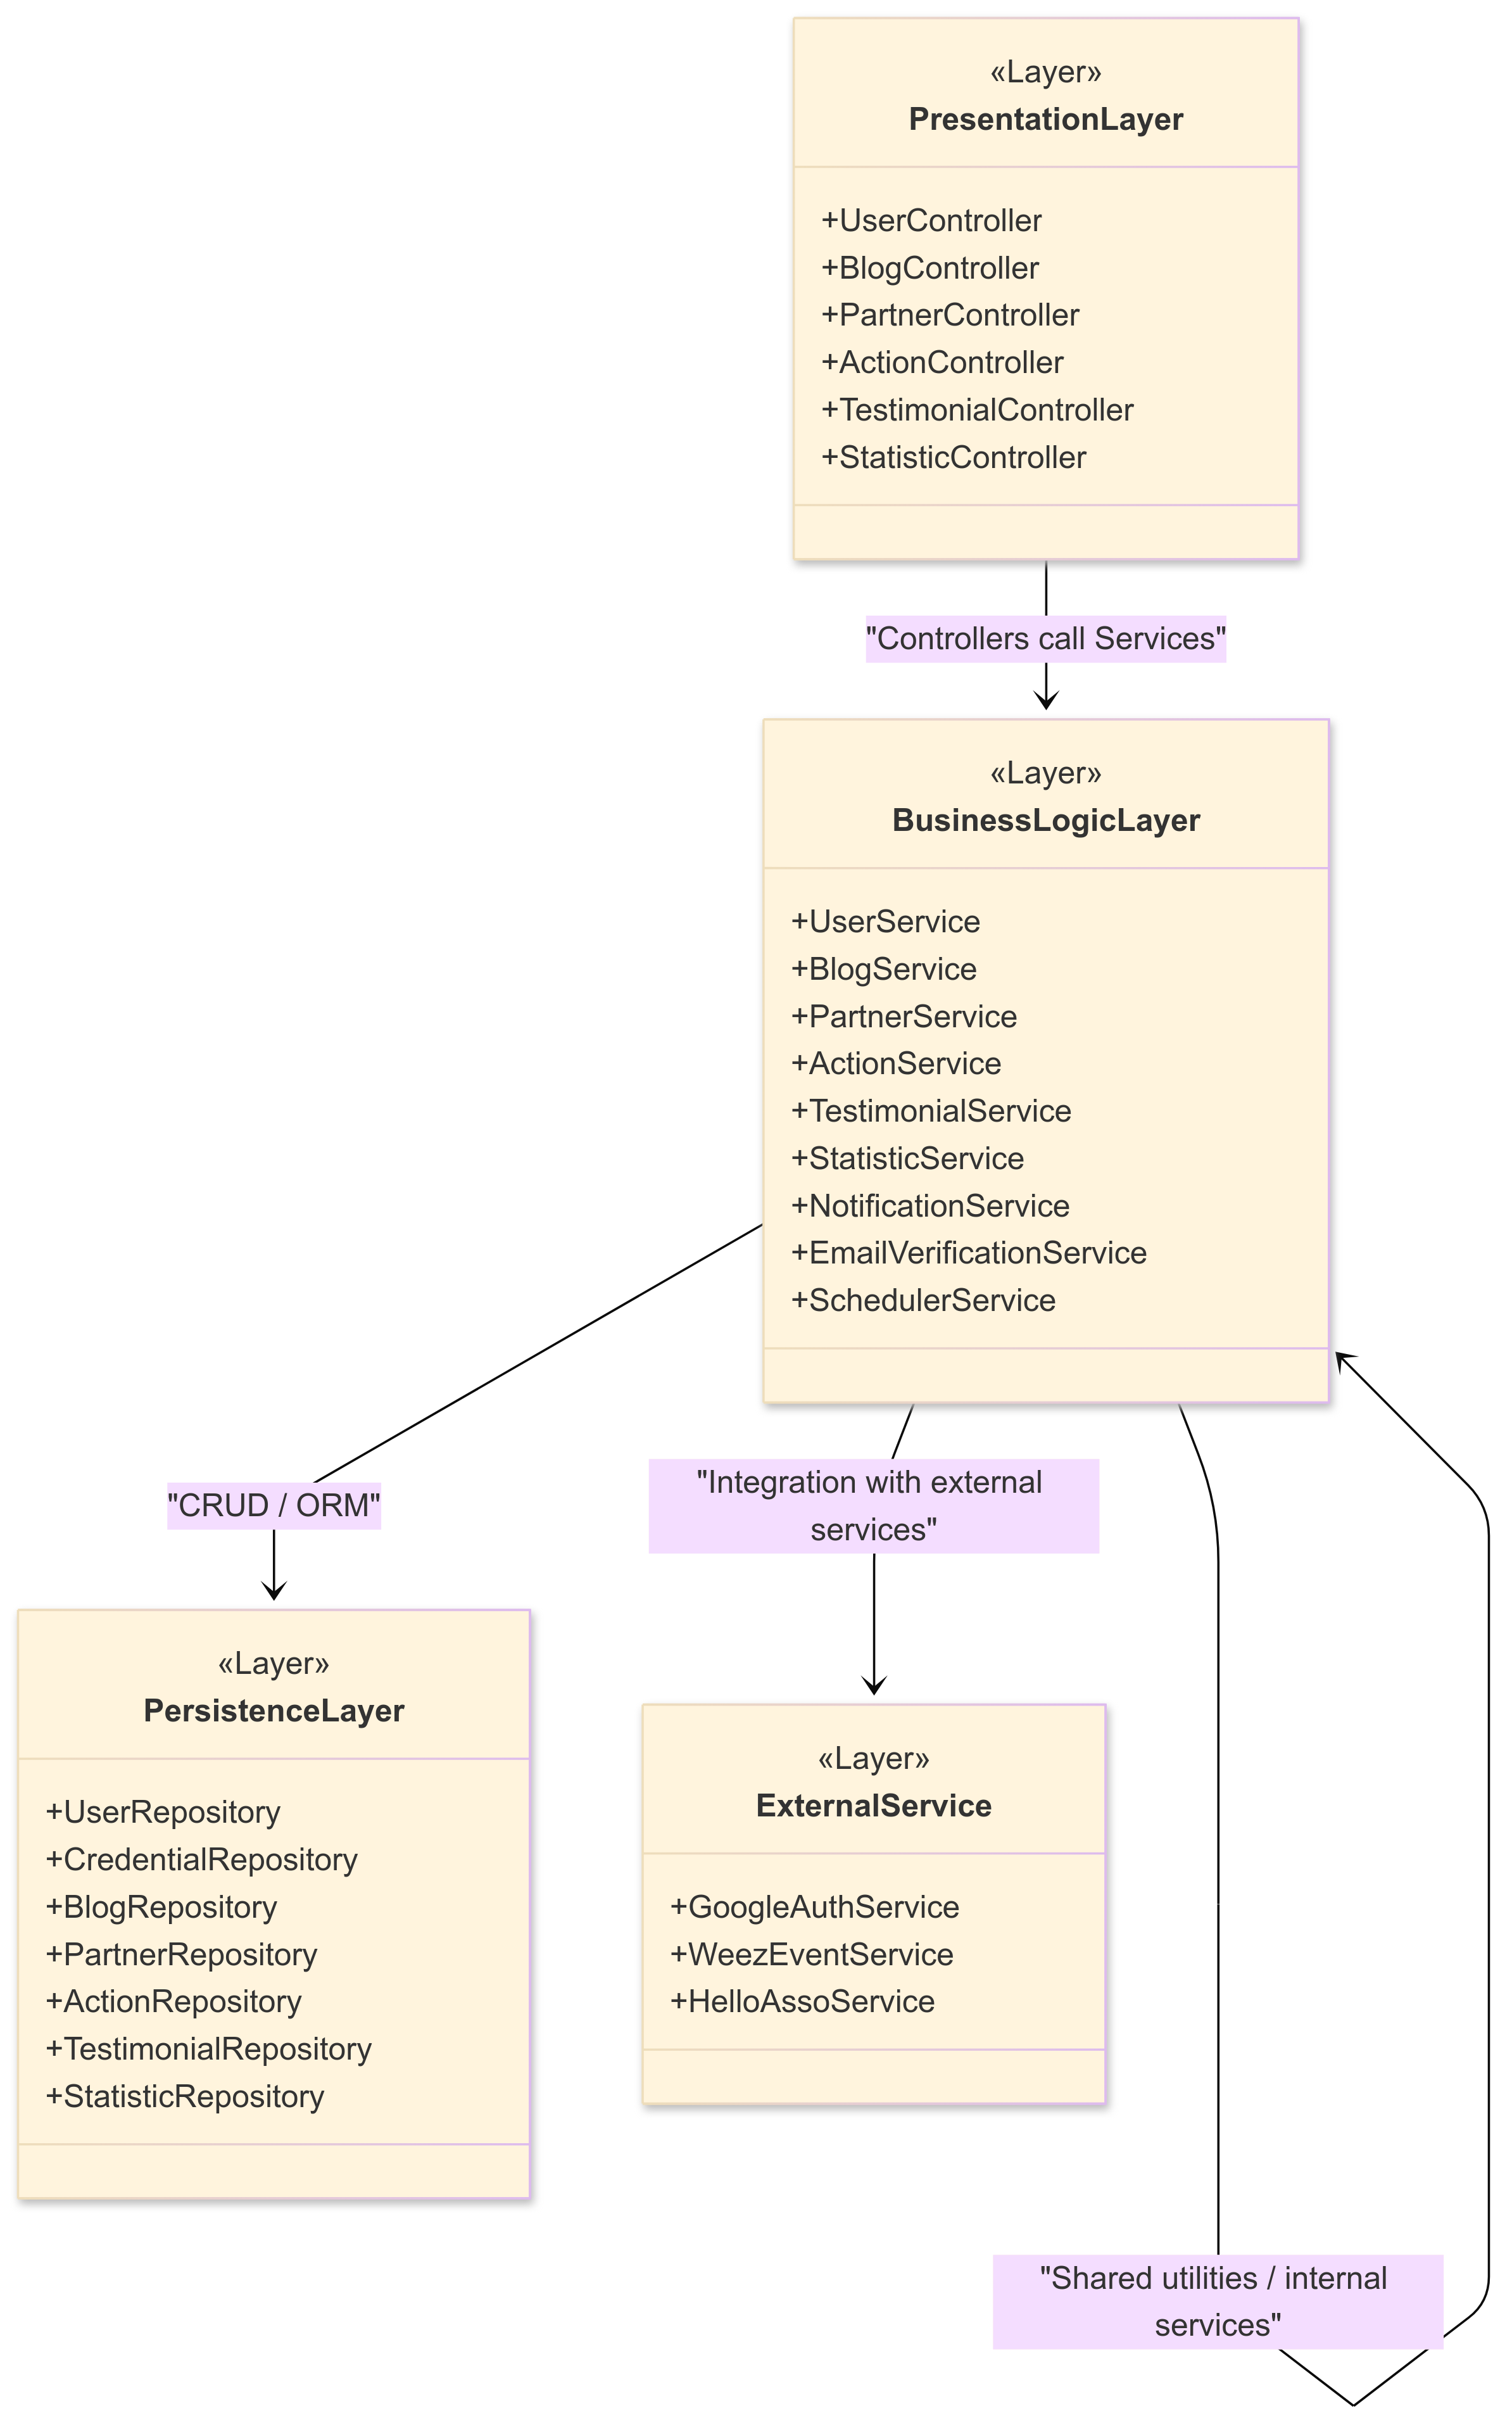 «Layer»
PresentationLayer
+UserController
+BlogController
+PartnerController
+ActionController
+TestimonialController
+StatisticController
"Controllers call Services"
«Layer»
BusinessLogicLayer
+UserService
+BlogService
+PartnerService
+ActionService
+TestimonialService
+StatisticService
+NotificationService
+EmailVerificationService
+SchedulerService
"CRUD / ORM"
"Integration with external
services"
«Layer»
PersistenceLayer
+UserRepository
+CredentialRepository
+BlogRepository
+PartnerRepository
+ActionRepository
+TestimonialRepository
+StatisticRepository
«Layer»
ExternalService
+GoogleAuthService
+WeezEventService
+HelloAssoService
"Shared utilities / internal
services"